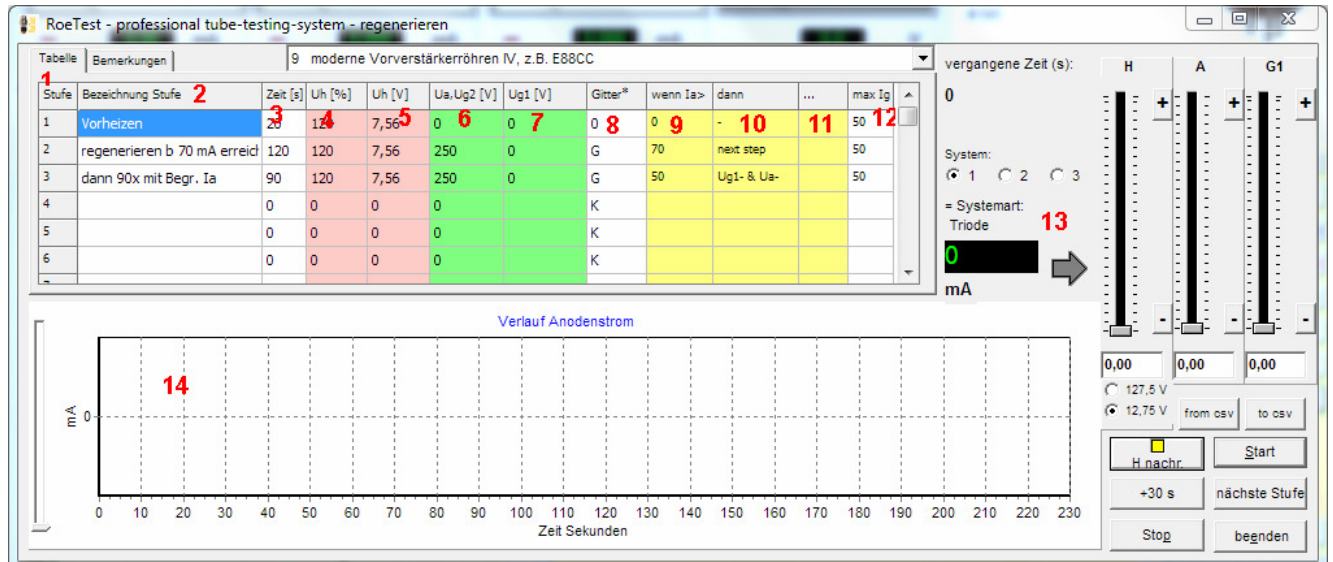 RoeTest - professional tube-testing-system - regenerieren
Tabelle Bemerkungen 9 moderne Vorverstärkerröhren IV, z.B. E88CC
1 2 3 4 5 6 7 8 9 10 11 12
Stufe Bezeichnung Stufe Zeit [s] Uh [%] Uh [V] Ua,Ug2 [V] Ug1 [V] Gitter* wenn Ia> dann ... max Ig
1 Vorheizen 20 120 7,56 0 0 0 0 - 50
2 regenerieren b 70 mA erreich 120 120 7,56 250 0 G 70 next step 50
3 dann 90x mit Begr. Ia 90 120 7,56 250 0 G 50 Ug1- & Ua- 50
4 0 0 0 0 K
5 0 0 0 0 K
6 0 0 0 0 K
vergangene Zeit (s):
0
System:
1 2 3
= Systemart:
Triode 13
0
mA
H A G1
+ + +
- - -
0,00 0,00 0,00
127,5 V
12,75 V from csv to csv
H nachr. Start
+30 s nächste Stufe
Stop beenden
Verlauf Anodenstrom
14
mA
0
0 10 20 30 40 50 60 70 80 90 100 110 120 130 140 150 160 170 180 190 200 210 220 230
Zeit Sekunden